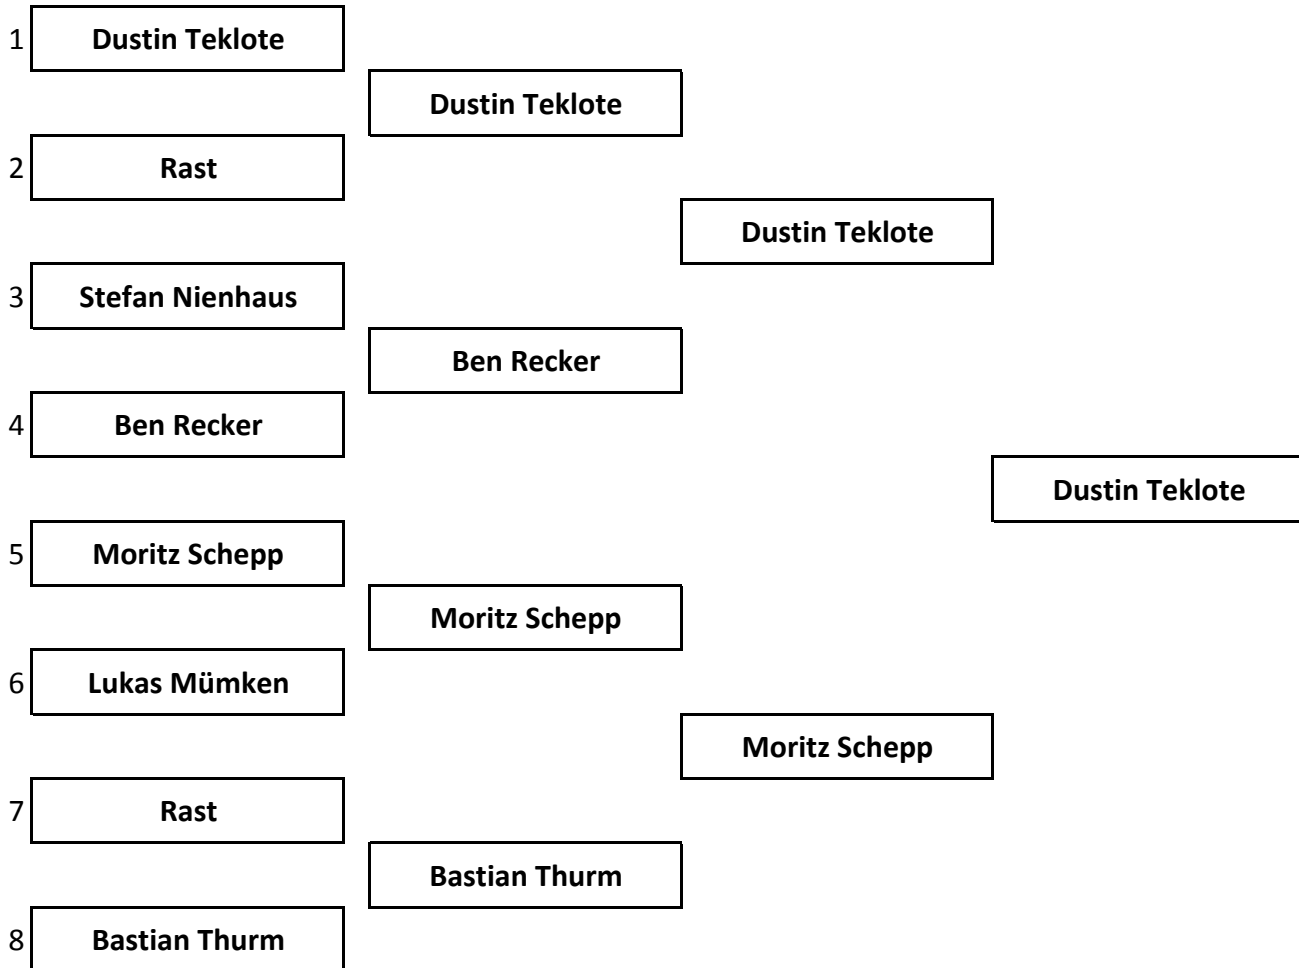 1 Dustin Teklote
Dustin Teklote
2 Rast
Dustin Teklote
3 Stefan Nienhaus
Ben Recker
4 Ben Recker
Dustin Teklote
5 Moritz Schepp
Moritz Schepp
6 Lukas Mümken
Moritz Schepp
7 Rast
Bastian Thurm
8 Bastian Thurm